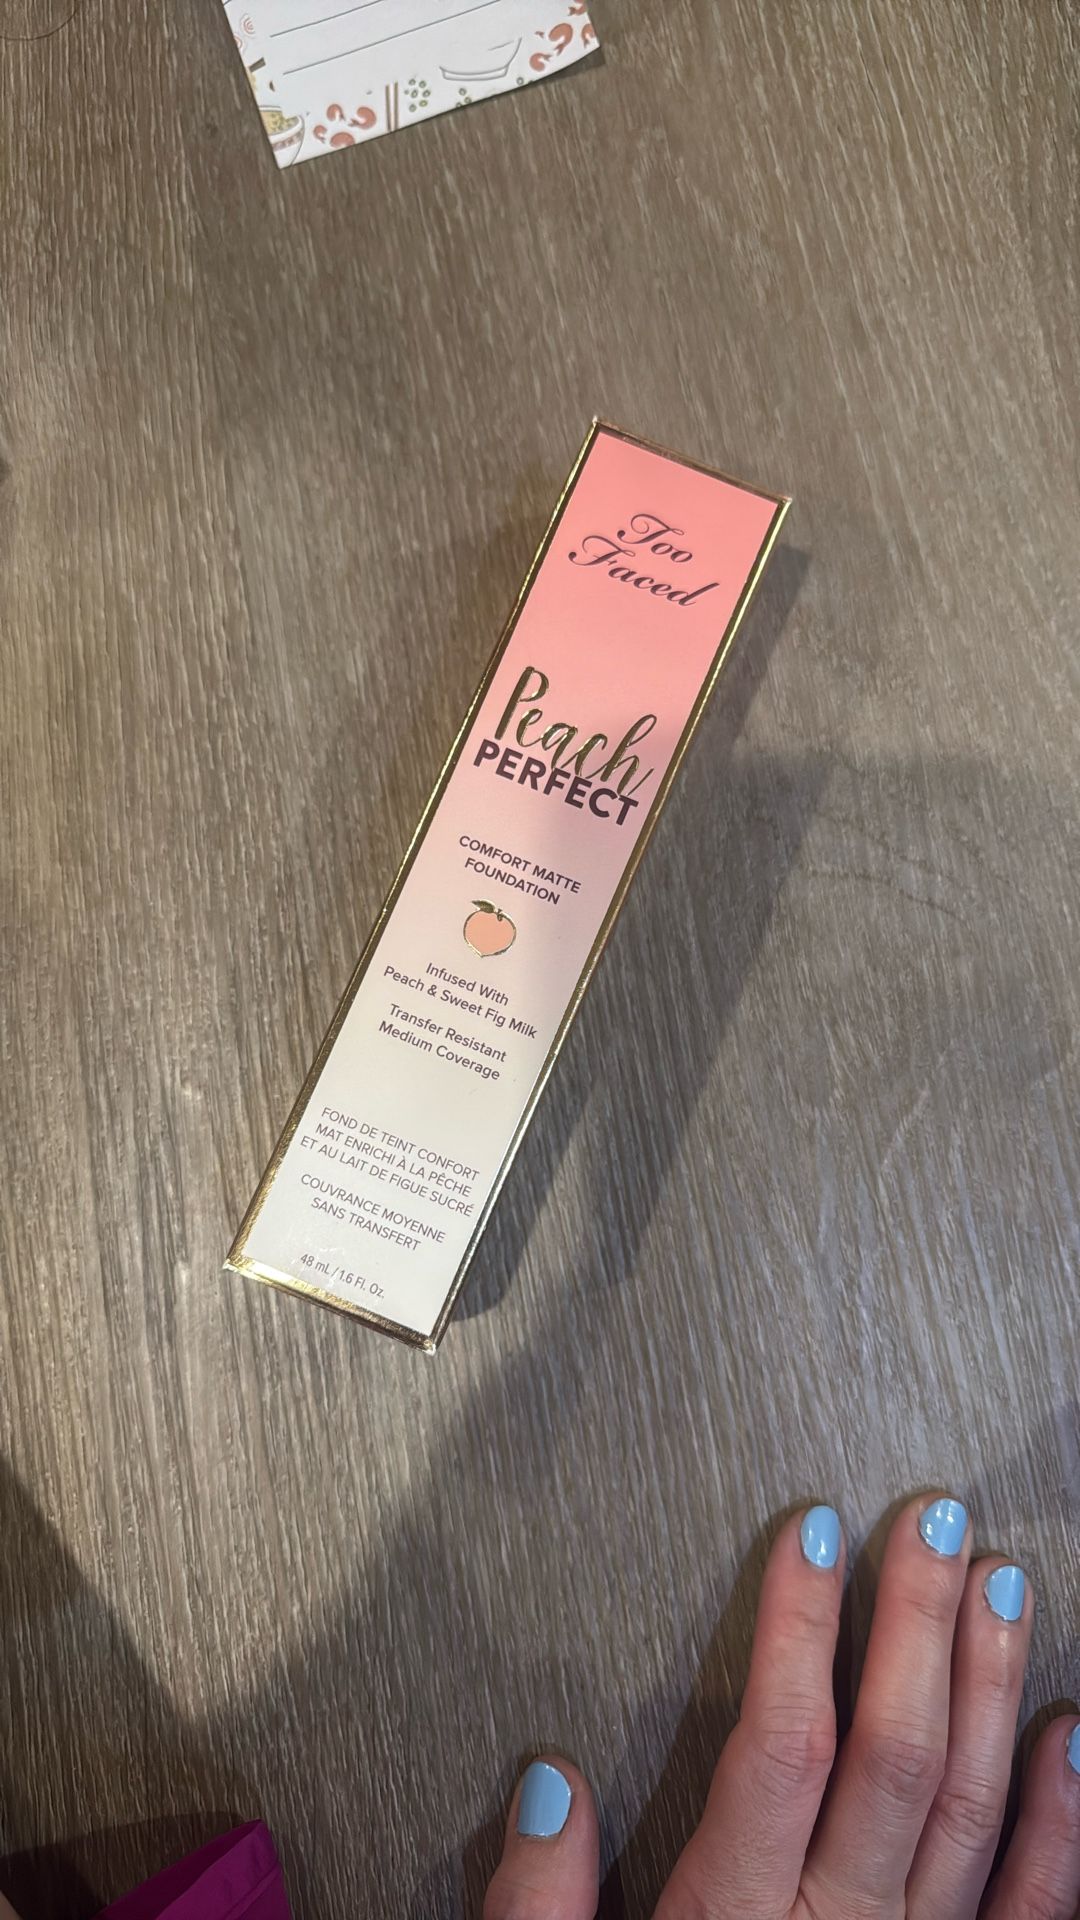 Too
Faced
Peach
PERFECT
COMFORT MATTE
FOUNDATION
Infused With
Peach & Sweet Fig Milk
Transfer Resistant
Medium Coverage
FOND DE TEINT CONFORT
MAT ENRICHI À LA PÊCHE
ET AU LAIT DE FIGUE SUCRÉ
COUVRANCE MOYENNE
SANS TRANSFERT
48 mL / 1.6 Fl. Oz.